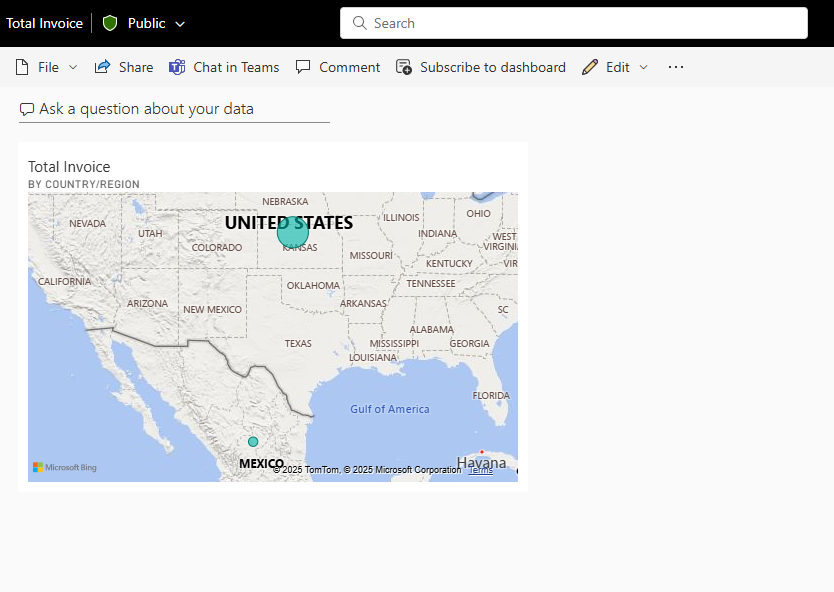 Total Invoice
Public
Search
File
Share
Chat in Teams
Comment
Subscribe to dashboard
Edit
Ask a question about your data
Total Invoice
BY COUNTRY/REGION
NEBRASKA
UNITED STATES
ILLINOIS
OHIO
NEVADA
UTAH
COLORADO
KANSAS
INDIANA
WEST
VIRGINI
MISSOURI
KENTUCKY
VIR
CALIFORNIA
OKLAHOMA
TENNESSEE
ARIZONA
NEW MEXICO
ARKANSAS
SC
TEXAS
ALABAMA
MISSISSIPPI
GEORGIA
LOUISIANA
FLORIDA
Gulf of America
MEXICO
Havana
Microsoft Bing
© 2025 TomTom, © 2025 Microsoft Corporation Terms